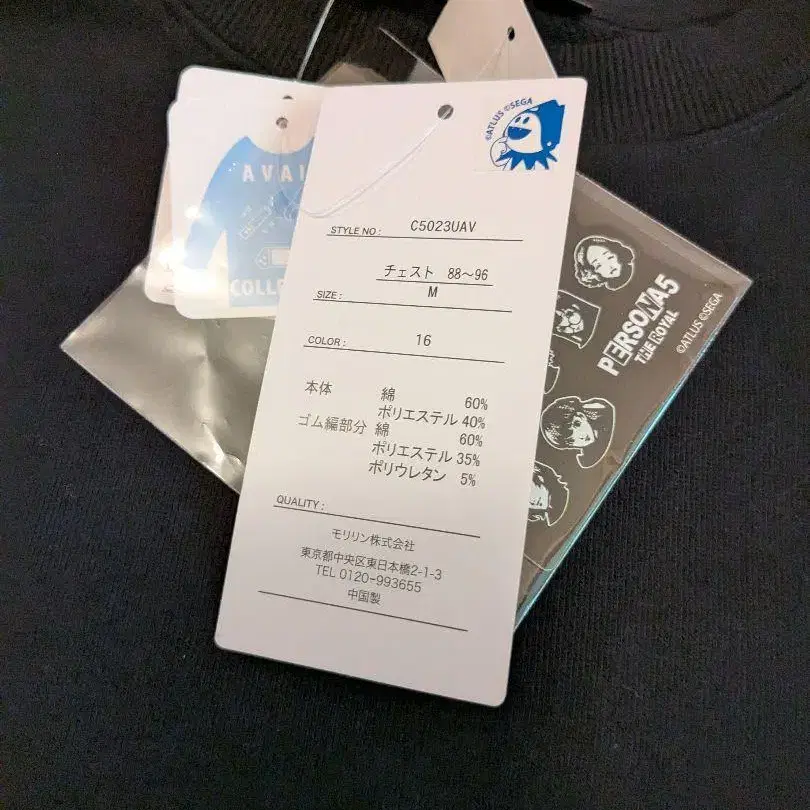 ©ATLUS ©SEGA
STYLE NO : C5023UAV
チェスト 88～96
SIZE : M
COLOR : 16
本体 綿 60%
ポリエステル 40%
ゴム編部分 綿 60%
ポリエステル 35%
ポリウレタン 5%
QUALITY :
モリリン株式会社
東京都中央区東日本橋2-1-3
TEL 0120-993655
中国製
PERSONA5
THE ROYAL
©ATLUS ©SEGA